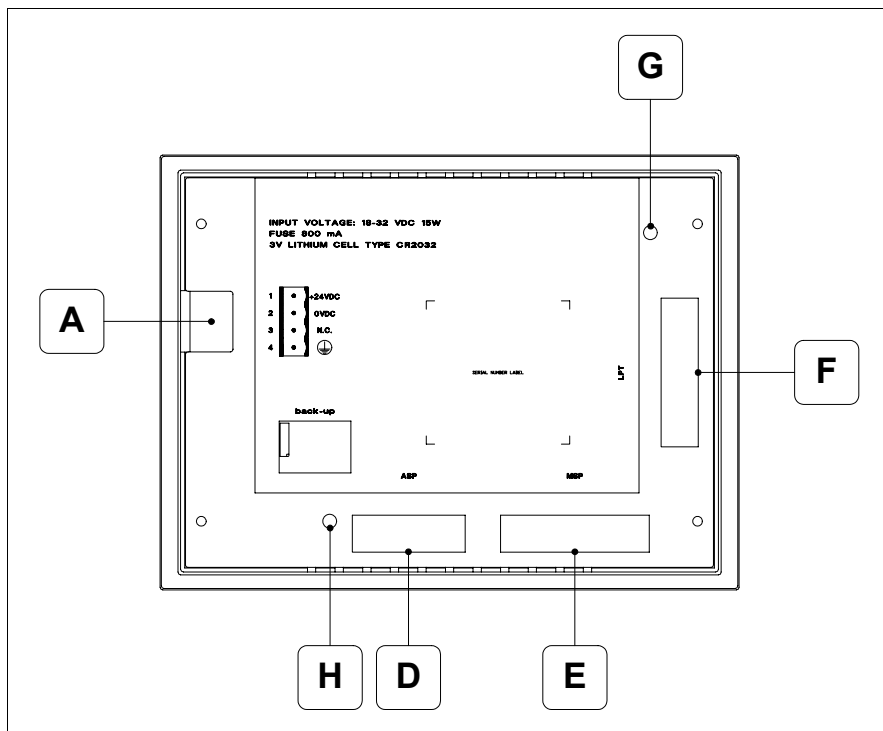 G
INPUT VOLTAGE: 18-32 VDC 15W
FUSE 800 mA
3V LITHIUM CELL TYPE CR2032
A
1 +24VDC
2 0VDC
3 N.C.
4
SERIAL NUMBER LABEL
LPT
F
back-up
ASP
MSP
H
D
E